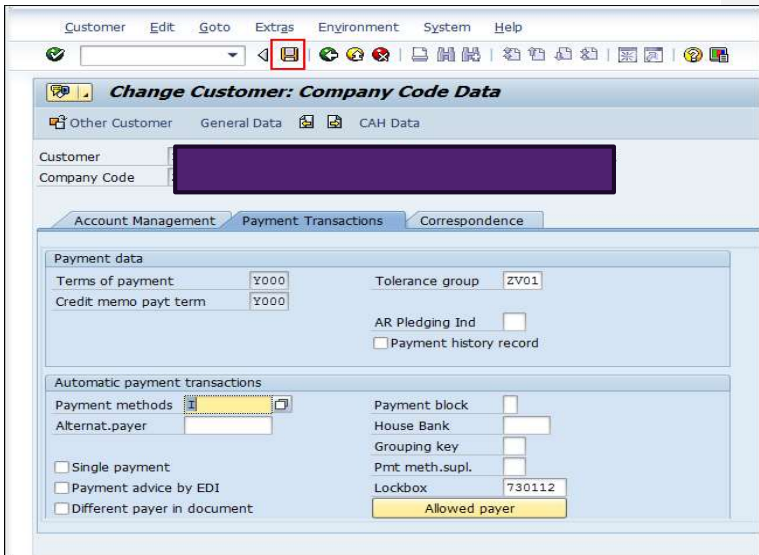 Customer Edit Goto Extras Environment System Help
Change Customer: Company Code Data
Other Customer General Data CAH Data
Customer
Company Code
Account Management Payment Transactions Correspondence
Payment data
Terms of payment Y000 Tolerance group ZV01
Credit memo payt term Y000
AR Pledging Ind
Payment history record
Automatic payment transactions
Payment methods I Payment block
Alternat.payer House Bank
Grouping key
Single payment Pmt meth.supl.
Payment advice by EDI Lockbox 730112
Different payer in document Allowed payer